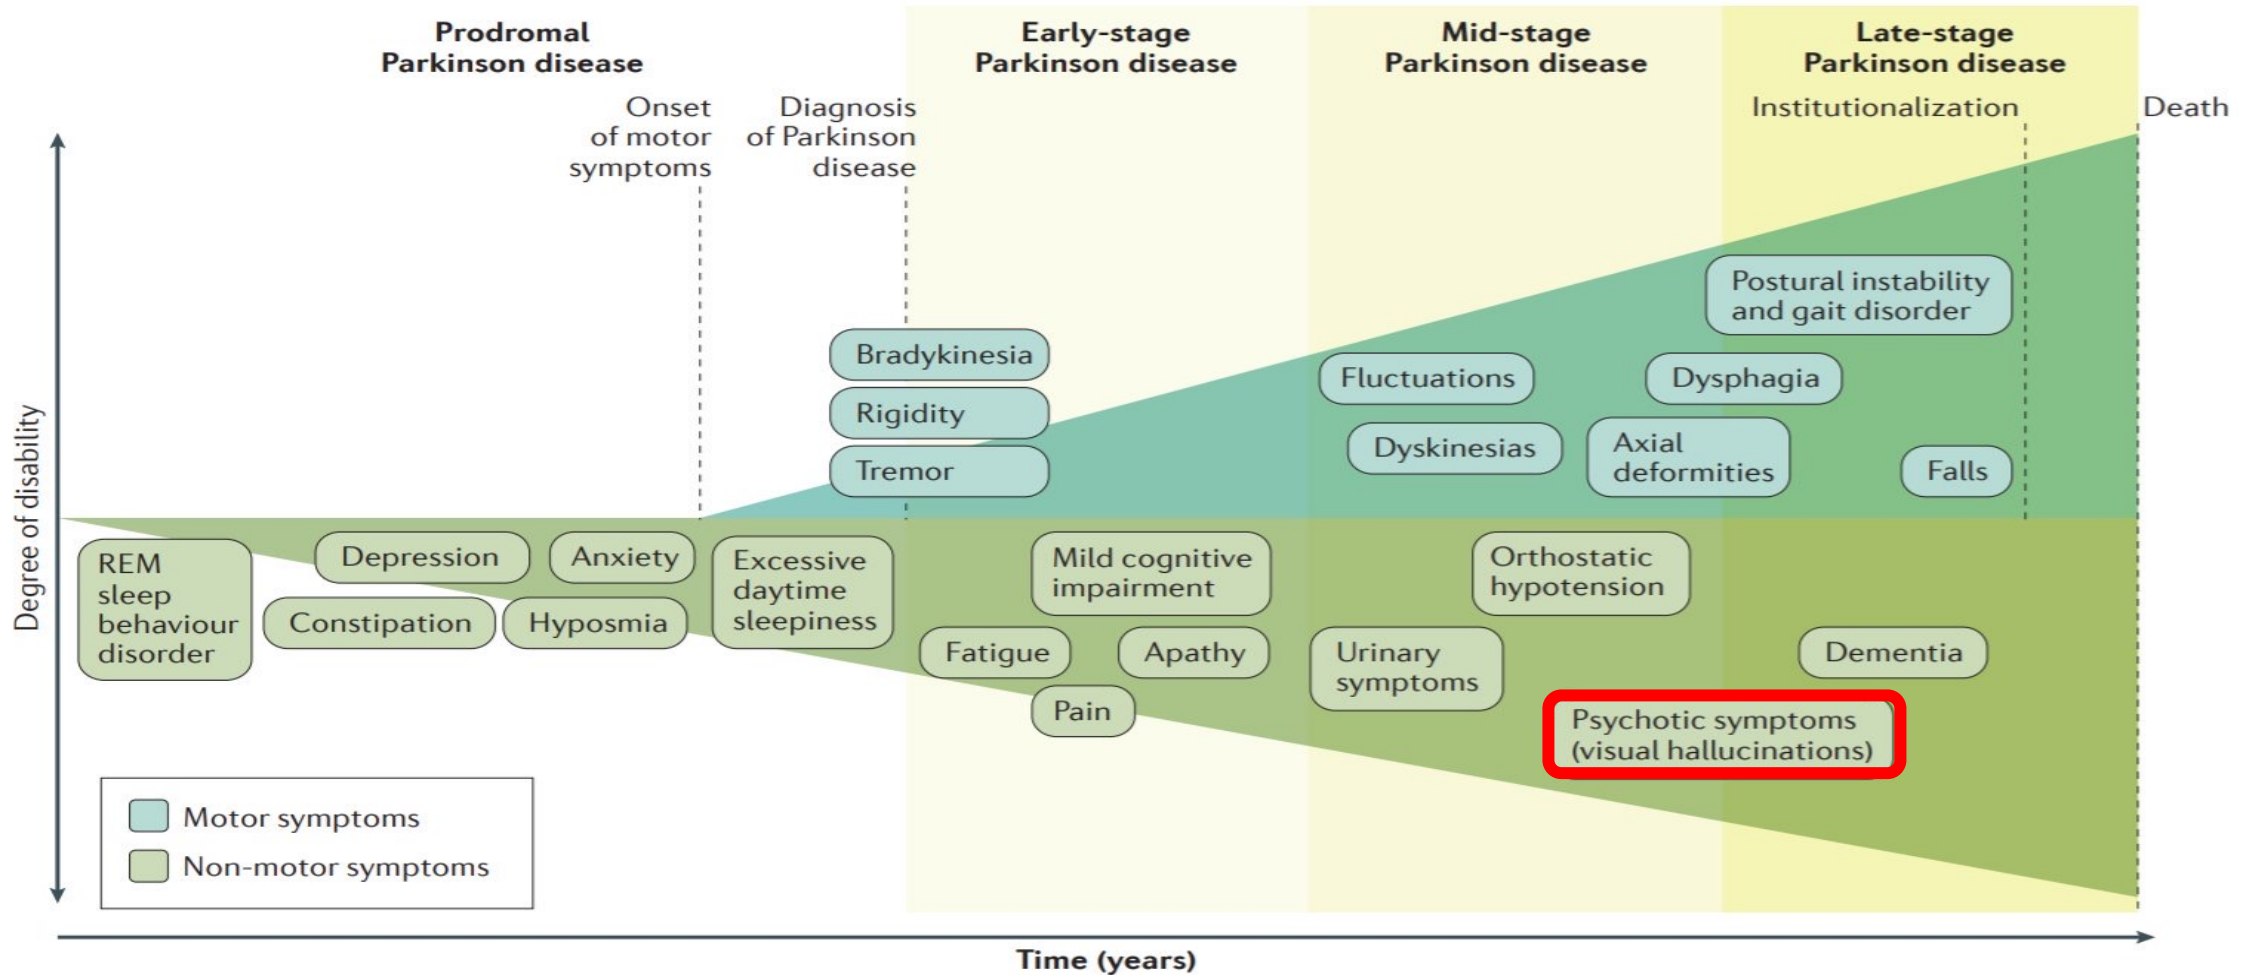 Prodromal
Parkinson disease
Early-stage
Parkinson disease
Mid-stage
Parkinson disease
Late-stage
Parkinson disease
Onset
of motor
symptoms
Diagnosis
of Parkinson
disease
Institutionalization
Death
Degree of disability
Postural instability
and gait disorder
Bradykinesia
Rigidity
Tremor
Fluctuations
Dysphagia
Dyskinesias
Axial
deformities
Falls
REM
sleep
behaviour
disorder
Depression
Anxiety
Constipation
Hyposmia
Excessive
daytime
sleepiness
Mild cognitive
impairment
Fatigue
Apathy
Pain
Orthostatic
hypotension
Urinary
symptoms
Dementia
Psychotic symptoms
(visual hallucinations)
Motor symptoms
Non-motor symptoms
Time (years)